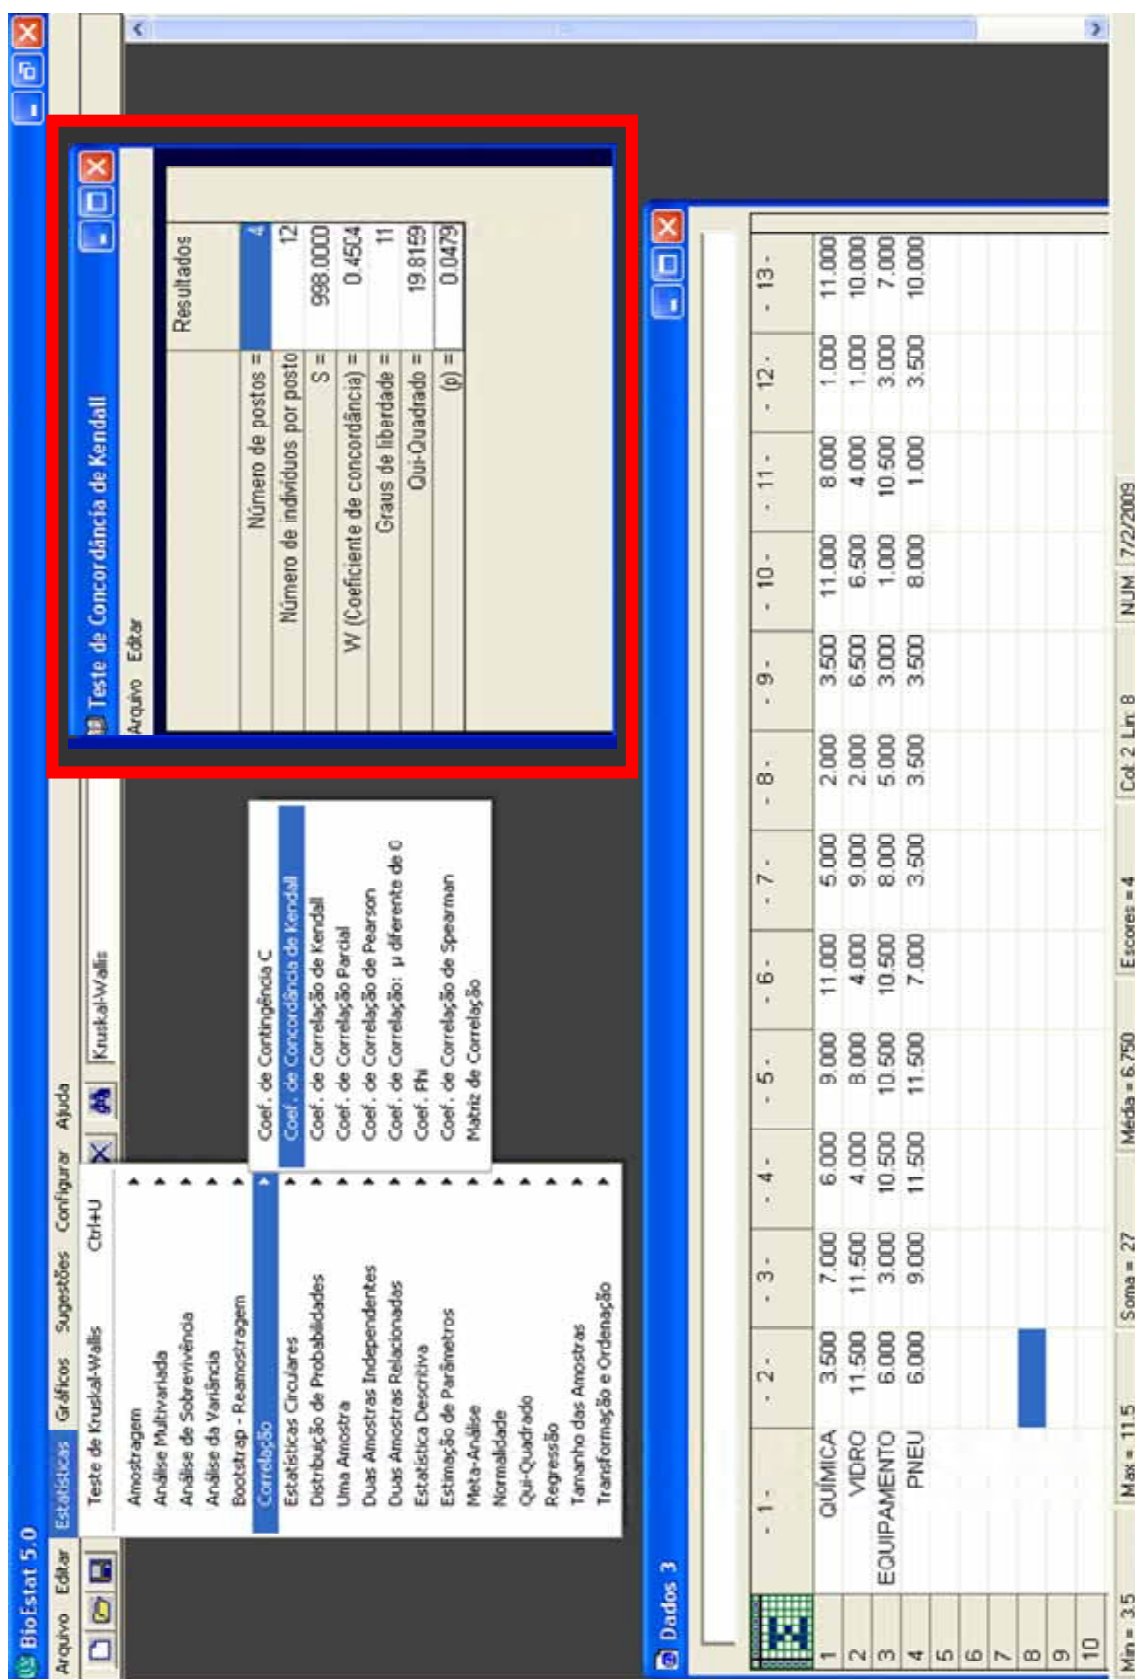 BioEstat 5.0
Arquivo Editar Estatísticas Gráficos Sugestões Configurar Ajuda
Kruskal-Wallis
Teste de Kruskal-Wallis Ctrl+U
Amostragem
Análise Multivariada
Análise de Sobrevivência
Análise da Variância
Bootstrap - Reamostragem
Correlação
Estatísticas Circulares
Distribuição de Probabilidades
Uma Amostra
Duas Amostras Independentes
Duas Amostras Relacionadas
Estatística Descritiva
Estimação de Parâmetros
Meta-Análise
Normalidade
Qui-Quadrado
Regressão
Tamanho das Amostras
Transformação e Ordenação
Coef. de Contingência C
Coef. de Concordância de Kendall
Coef. de Correlação de Kendall
Coef. de Correlação Parcial
Coef. de Correlação de Pearson
Coef. de Correlação: μ diferente de 0
Coef. Phi
Coef. de Correlação de Spearman
Matriz de Correlação
Teste de Concordância de Kendall
Arquivo Editar
Resultados
Número de postos = 4
Número de indivíduos por posto 12
S = 998.0000
W (Coeficiente de concordância) = 0.4504
Graus de liberdade = 11
Qui-Quadrado = 19.8159
(p) = 0.0479
Dados 3
- 1 - - 2 - - 3 - - 4 - - 5 - - 6 - - 7 - - 8 - - 9 - - 10 - - 11 - - 12 - - 13 -
1 QUÍMICA 3.500 7.000 6.000 9.000 11.000 5.000 2.000 3.500 11.000 8.000 1.000 11.000
2 VIDRO 11.500 11.500 4.000 8.000 4.000 9.000 2.000 6.500 6.500 4.000 1.000 10.000
3 EQUIPAMENTO 6.000 3.000 10.500 10.500 10.500 8.000 5.000 3.000 1.000 10.500 3.000 7.000
4 PNEU 6.000 9.000 11.500 11.500 7.000 3.500 3.500 3.500 8.000 1.000 3.500 10.000
5
6
7
8
9
10
Min = 3.5 Max = 11.5 Soma = 27 Média = 6.750 Escores = 4 Col: 2 Lin: 8 NUM 7/2/2009